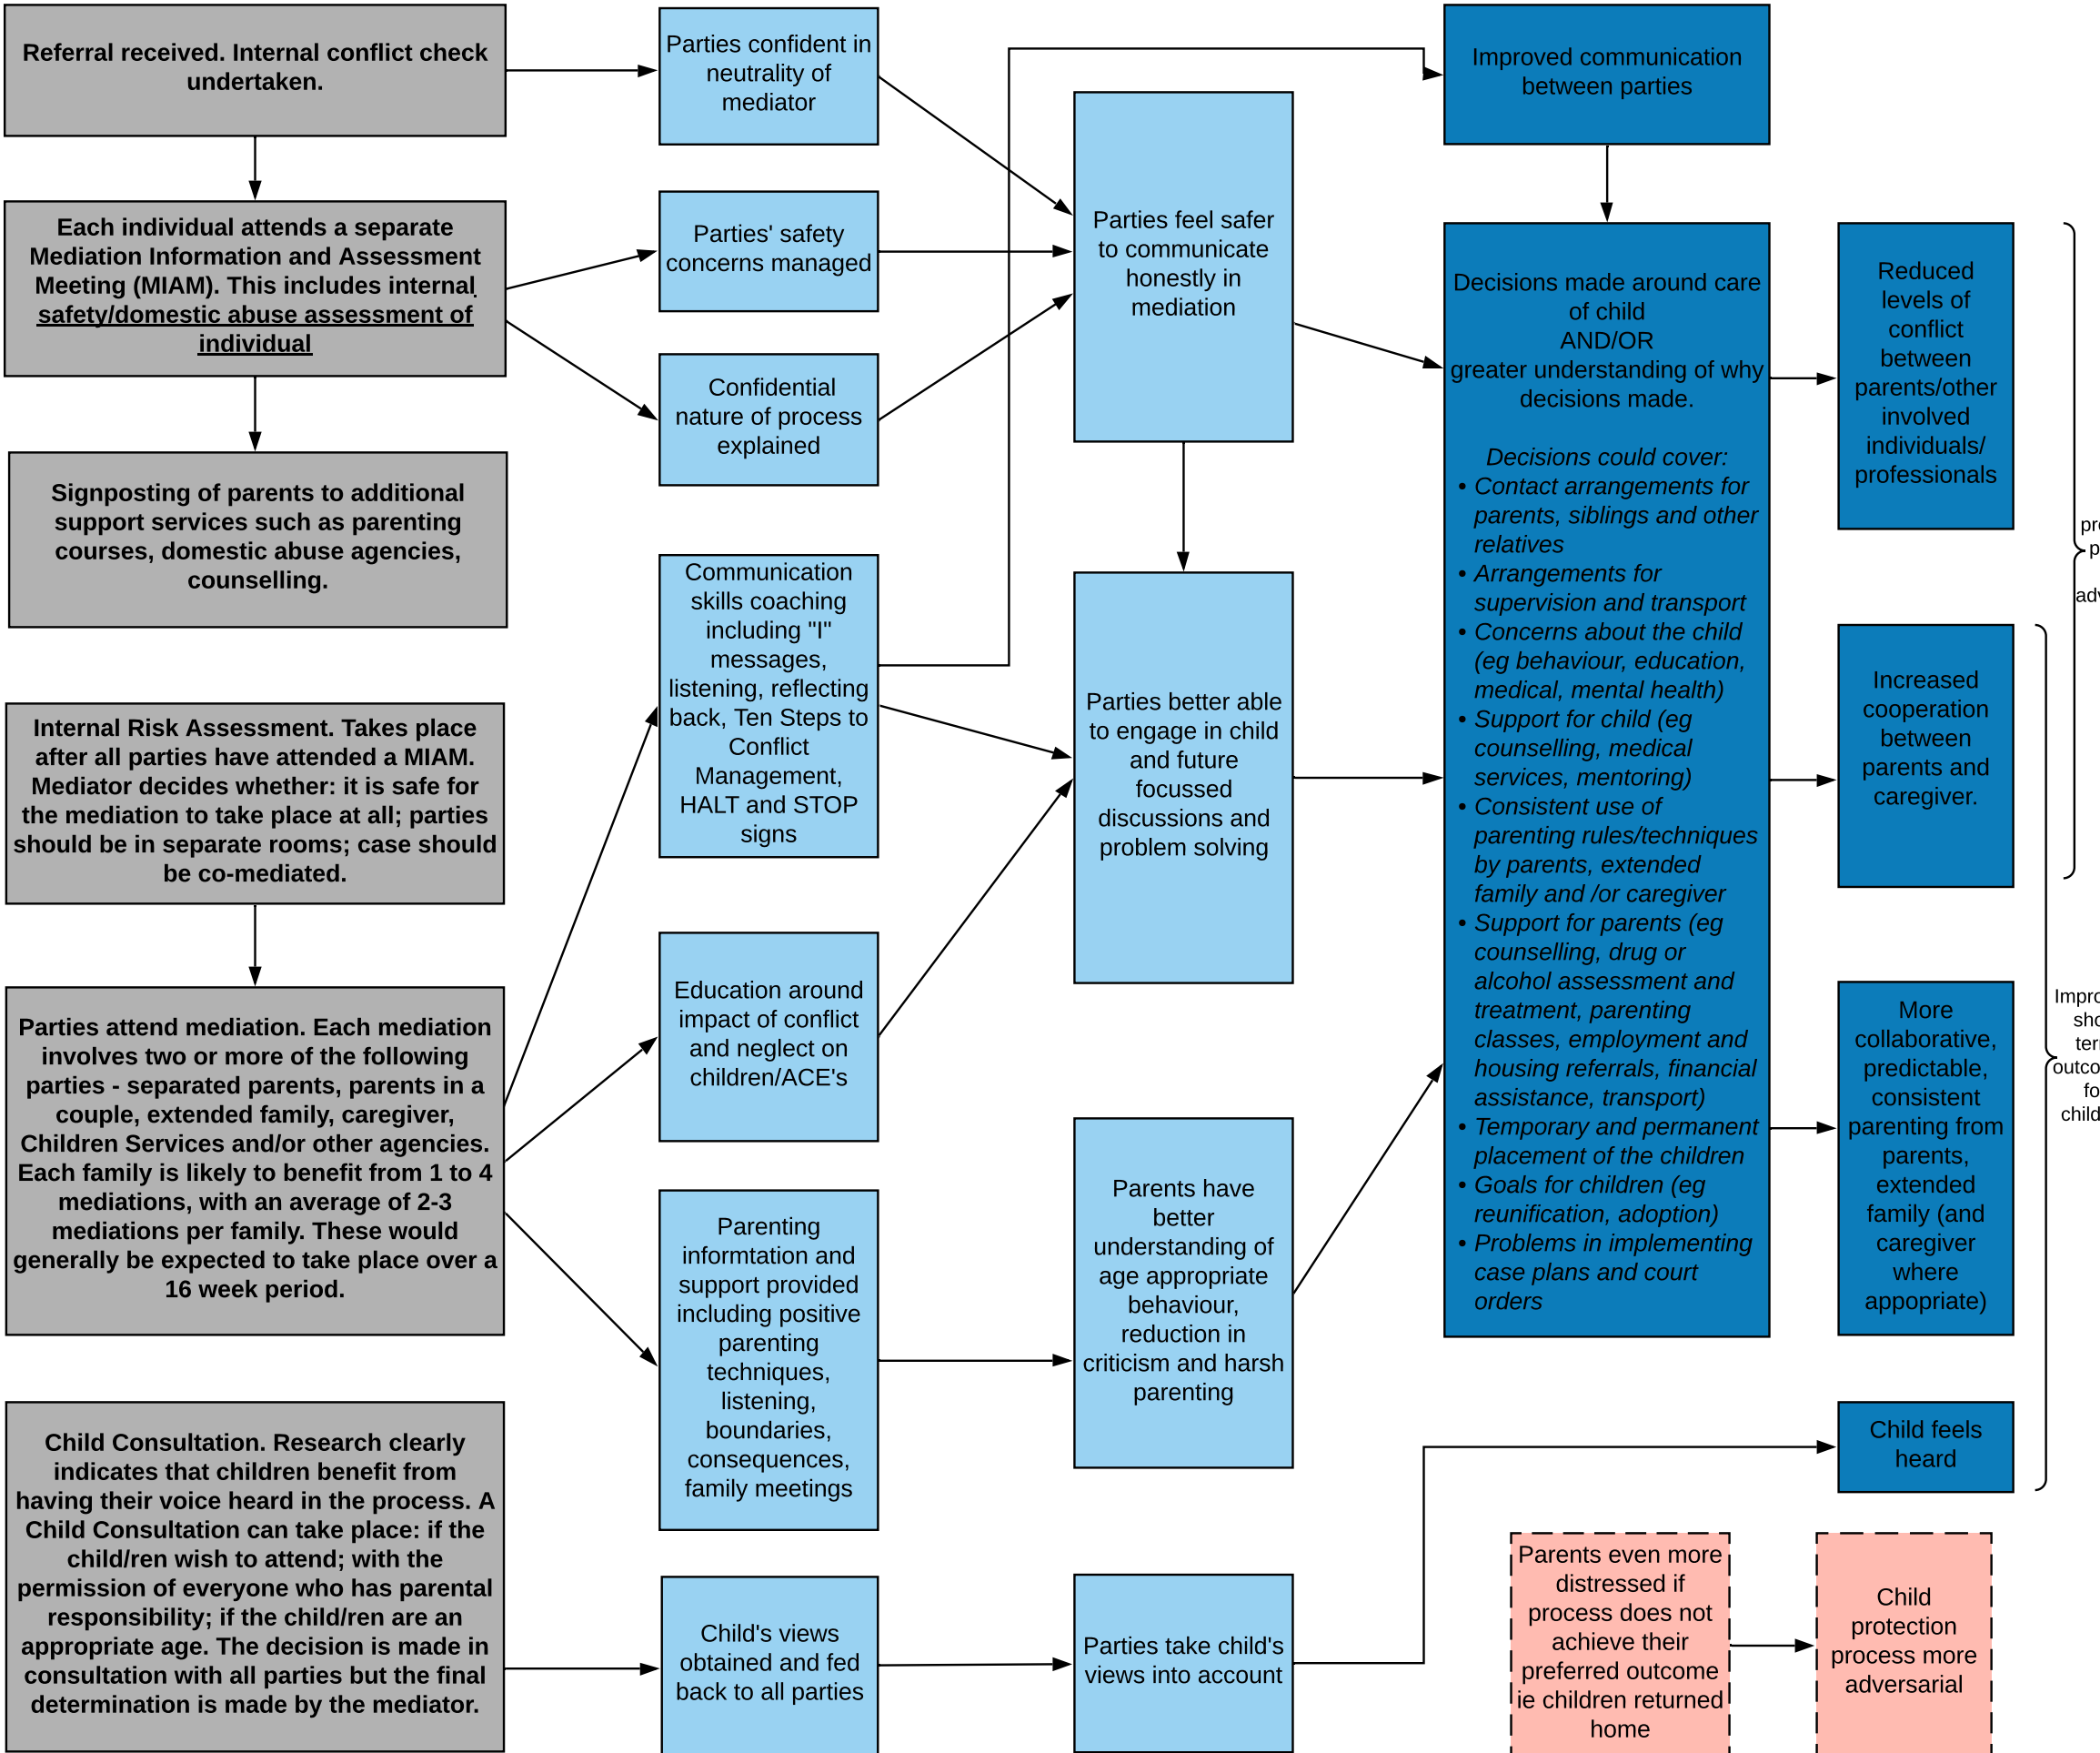 Referral received. Internal conflict check
undertaken.
Each individual attends a separate
Mediation Information and Assessment
Meeting (MIAM). This includes internal
safety/domestic abuse assessment of
individual
Signposting of parents to additional
support services such as parenting
courses, domestic abuse agencies,
counselling.
Internal Risk Assessment. Takes place
after all parties have attended a MIAM.
Mediator decides whether: it is safe for
the mediation to take place at all; parties
should be in separate rooms; case should
be co-mediated.
Parties attend mediation. Each mediation
involves two or more of the following
parties - separated parents, parents in a
couple, extended family, caregiver,
Children Services and/or other agencies.
Each family is likely to benefit from 1 to 4
mediations, with an average of 2-3
mediations per family. These would
generally be expected to take place over a
16 week period.
Child Consultation. Research clearly
indicates that children benefit from
having their voice heard in the process. A
Child Consultation can take place: if the
child/ren wish to attend; with the
permission of everyone who has parental
responsibility; if the child/ren are an
appropriate age. The decision is made in
consultation with all parties but the final
determination is made by the mediator.
Parties confident in
neutrality of
mediator
Parties' safety
concerns managed
Confidential
nature of process
explained
Communication
skills coaching
including "I"
messages,
listening, reflecting
back, Ten Steps to
Conflict
Management,
HALT and STOP
signs
Education around
impact of conflict
and neglect on
children/ACE's
Parenting
informtation and
support provided
including positive
parenting
techniques,
listening,
boundaries,
consequences,
family meetings
Child's views
obtained and fed
back to all parties
Parties feel safer
to communicate
honestly in
mediation
Parties better able
to engage in child
and future
focussed
discussions and
problem solving
Parents have
better
understanding of
age appropriate
behaviour,
reduction in
criticism and harsh
parenting
Parties take child's
views into account
Improved communication
between parties
Decisions made around care
of child
AND/OR
greater understanding of why
decisions made.
Decisions could cover:
• Contact arrangements for
parents, siblings and other
relatives
• Arrangements for
supervision and transport
• Concerns about the child
(eg behaviour, education,
medical, mental health)
• Support for child (eg
counselling, medical
services, mentoring)
• Consistent use of
parenting rules/techniques
by parents, extended
family and /or caregiver
• Support for parents (eg
counselling, drug or
alcohol assessment and
treatment, parenting
classes, employment and
housing referrals, financial
assistance, transport)
• Temporary and permanent
placement of the children
• Goals for children (eg
reunification, adoption)
• Problems in implementing
case plans and court
orders
Parents even more
distressed if
process does not
achieve their
preferred outcome
ie children returned
home
Reduced
levels of
conflict
between
parents/other
involved
individuals/
professionals
Increased
cooperation
between
parents and
caregiver.
More
collaborative,
predictable,
consistent
parenting from
parents,
extended
family (and
caregiver
where
appopriate)
Child feels
heard
Child
protection
process more
adversarial